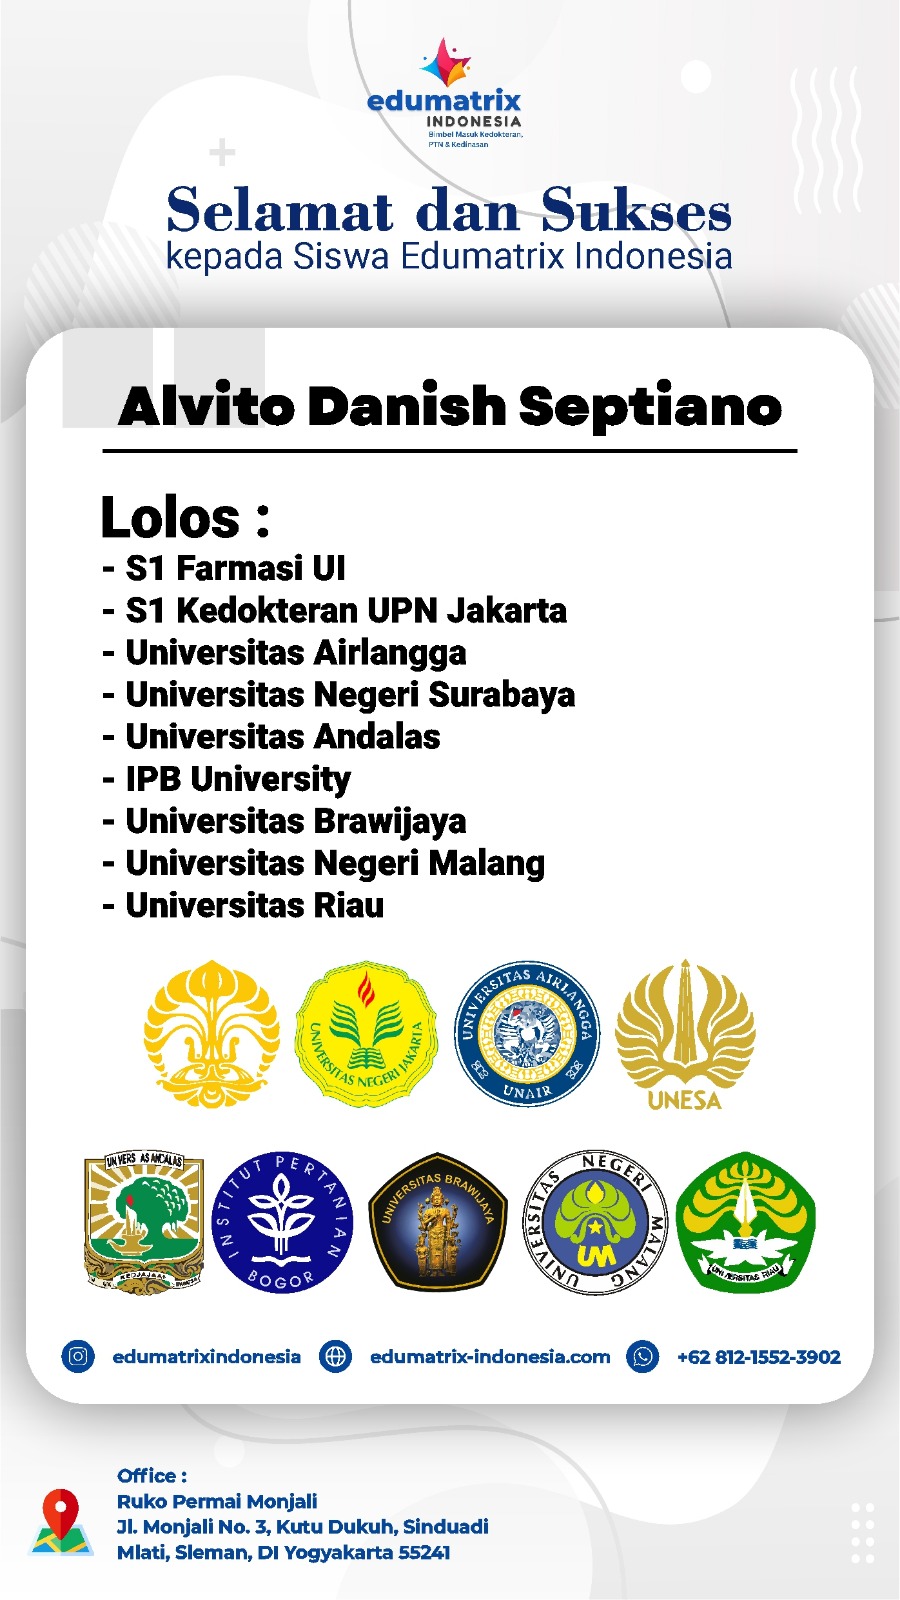 edumatrix
INDONESIA
Bimbel Masuk Kedokteran,
PTN & Kedinasan
Selamat dan Sukses
kepada Siswa Edumatrix Indonesia
Alvito Danish Septiano
Lolos :
- S1 Farmasi UI
- S1 Kedokteran UPN Jakarta
- Universitas Airlangga
- Universitas Negeri Surabaya
- Universitas Andalas
- IPB University
- Universitas Brawijaya
- Universitas Negeri Malang
- Universitas Riau
UNIVERSITAS NEGERI JAKARTA
UNIVERSITAS AIRLANGGA
UNAIR
UNESA
UNIVERS AS ANDALAS
KEDJAJAAN
INSTITUT PERTANIAN
BOGOR
UNIVERSITAS BRAWIJAYA
UNIVERSITAS NEGERI MALANG
UM
UNIVERSITAS RIAU
edumatrixindonesia
edumatrix-indonesia.com
+62 812-1552-3902
Office :
Ruko Permai Monjali
Jl. Monjali No. 3, Kutu Dukuh, Sinduadi
Mlati, Sleman, DI Yogyakarta 55241